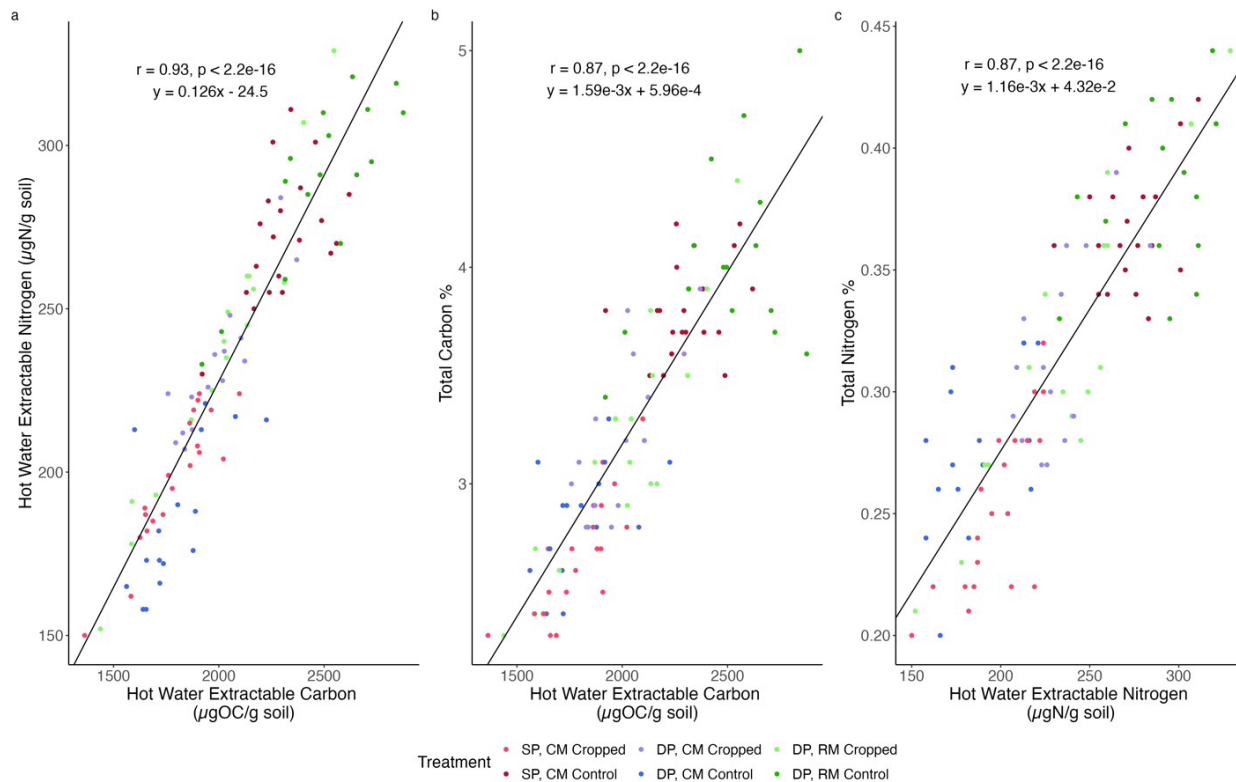 a
r = 0.93, p < 2.2e-16
y = 0.126x - 24.5
300
250
200
150
Hot Water Extractable Nitrogen (µgN/g soil)
1500 2000 2500
Hot Water Extractable Carbon
(µgOC/g soil)
b
r = 0.87, p < 2.2e-16
y = 1.59e-3x + 5.96e-4
5
4
3
Total Carbon %
1500 2000 2500
Hot Water Extractable Carbon
(µgOC/g soil)
c
r = 0.87, p < 2.2e-16
y = 1.16e-3x + 4.32e-2
0.45
0.40
0.35
0.30
0.25
0.20
Total Nitrogen %
150 200 250 300
Hot Water Extractable Nitrogen
(µgN/g soil)
Treatment
SP, CM Cropped DP, CM Cropped DP, RM Cropped
SP, CM Control DP, CM Control DP, RM Control